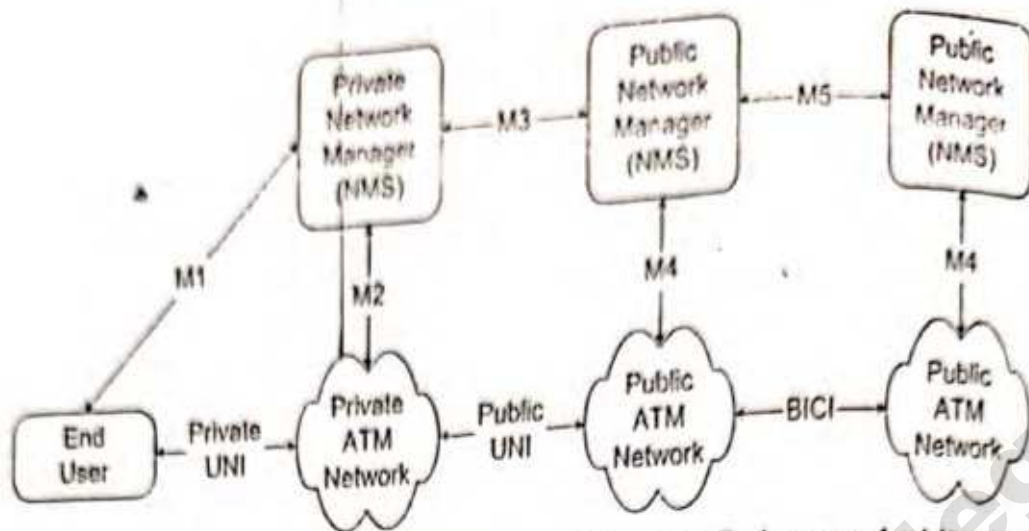 Private
Network
Manager
(NMS)
M3
Public
Network
Manager
(NMS)
M5
Public
Network
Manager
(NMS)
M1
M2
M4
M4
End
User
Private
UNI
Private
ATM
Network
Public
UNI
Public
ATM
Network
BICI
Public
ATM
Network